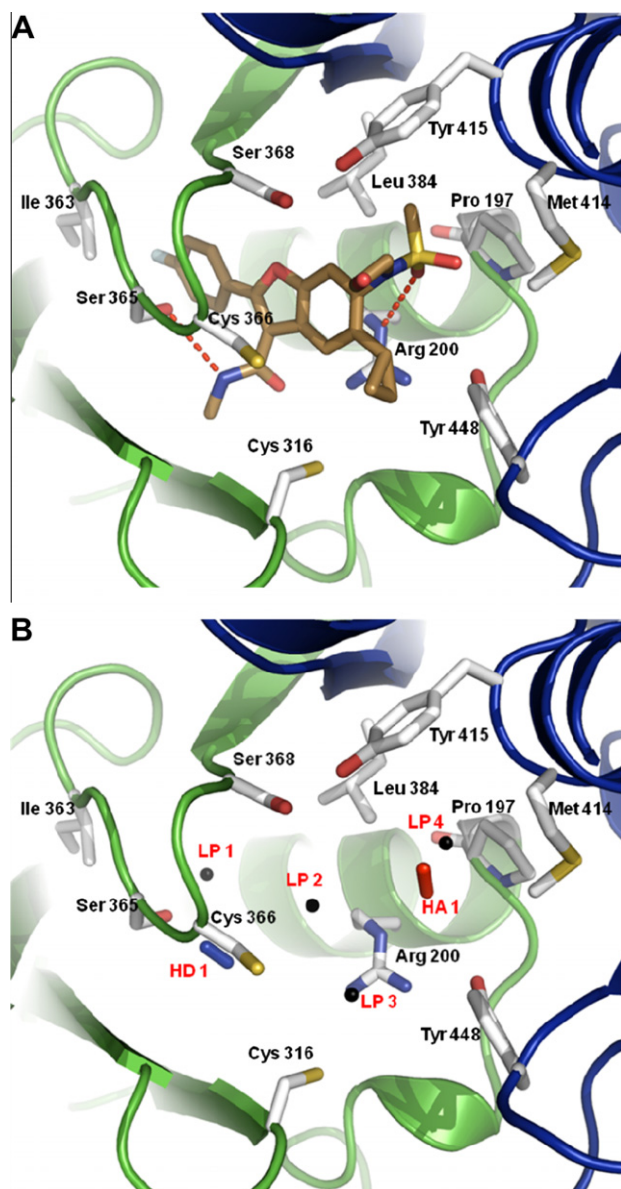 A
Tyr 415
Ser 368
Leu 384
Ile 363
Pro 197
Met 414
Ser 365
Cys 366
Arg 200
Tyr 448
Cys 316
B
Tyr 415
Ser 368
Leu 384
Ile 363
Pro 197
Met 414
LP 4
LP 1
LP 2
Ser 365
HA 1
Cys 366
Arg 200
HD 1
LP 3
Tyr 448
Cys 316